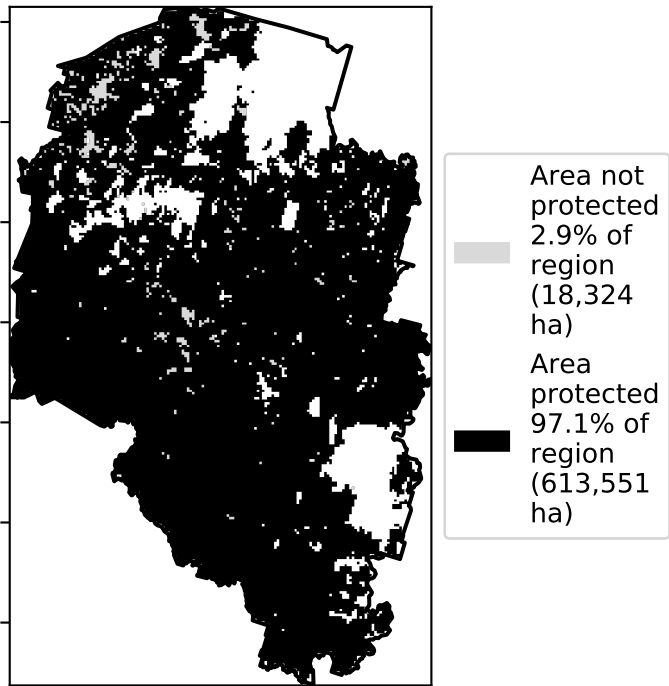 Area not
protected
2.9% of
region
(18,324
ha)
Area
protected
97.1% of
region
(613,551
ha)